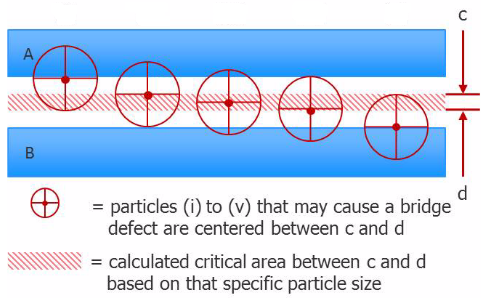 c
A
B
d
= particles (i) to (v) that may cause a bridge
defect are centered between c and d
= calculated critical area between c and d
based on that specific particle size